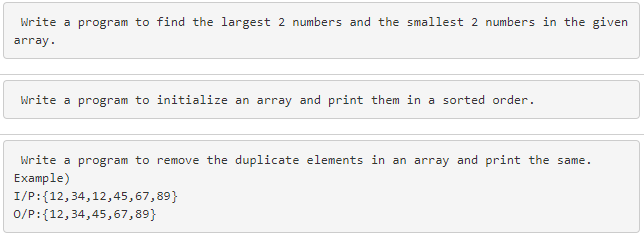 Write a program to find the largest 2 numbers and the smallest 2 numbers in the given
array.
Write a program to initialize an array and print them in a sorted order.
Write a program to remove the duplicate elements in an array and print the same.
Example)
I/P:{12,34,12,45,67,89}
O/P:{12,34,45,67,89}